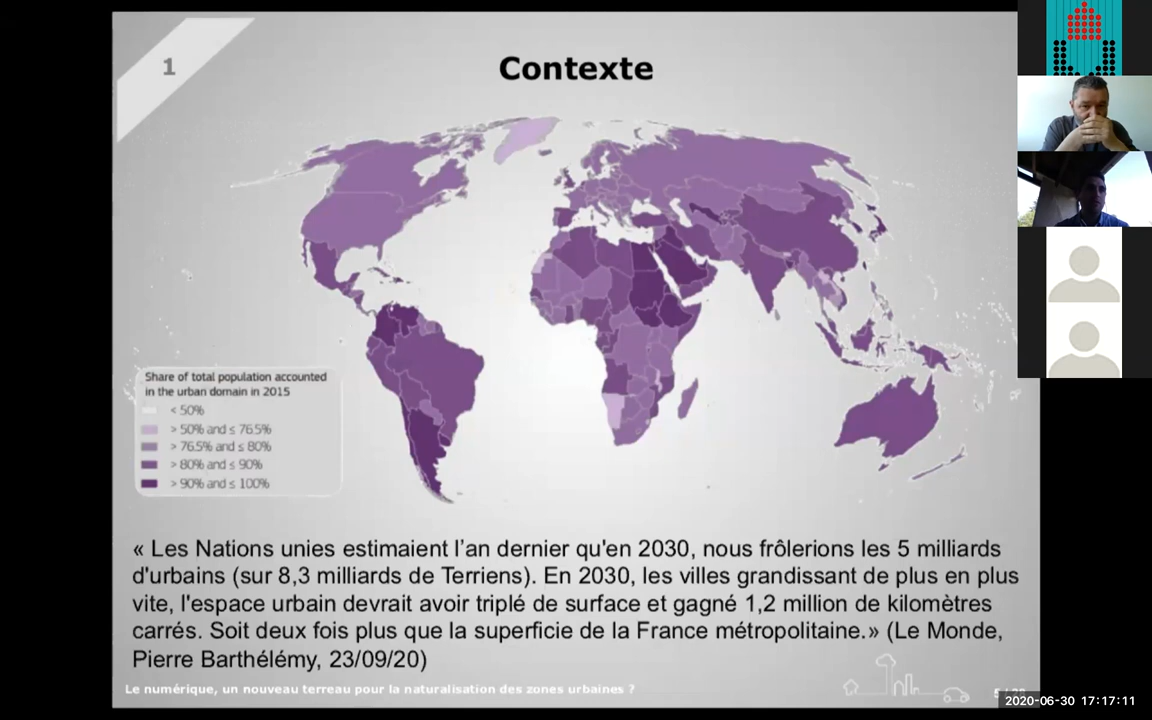 1
Contexte
Share of total population accounted
in the urban domain in 2015
< 50%
> 50% and ≤ 76.5%
> 76.5% and ≤ 80%
> 80% and ≤ 90%
> 90% and ≤ 100%
« Les Nations unies estimaient l’an dernier qu'en 2030, nous frôlerions les 5 milliards
d'urbains (sur 8,3 milliards de Terriens). En 2030, les villes grandissant de plus en plus
vite, l'espace urbain devrait avoir triplé de surface et gagné 1,2 million de kilomètres
carrés. Soit deux fois plus que la superficie de la France métropolitaine.» (Le Monde,
Pierre Barthélémy, 23/09/20)
Le numérique, un nouveau terreau pour la naturalisation des zones urbaines ?
2020-06-30 17:17:11